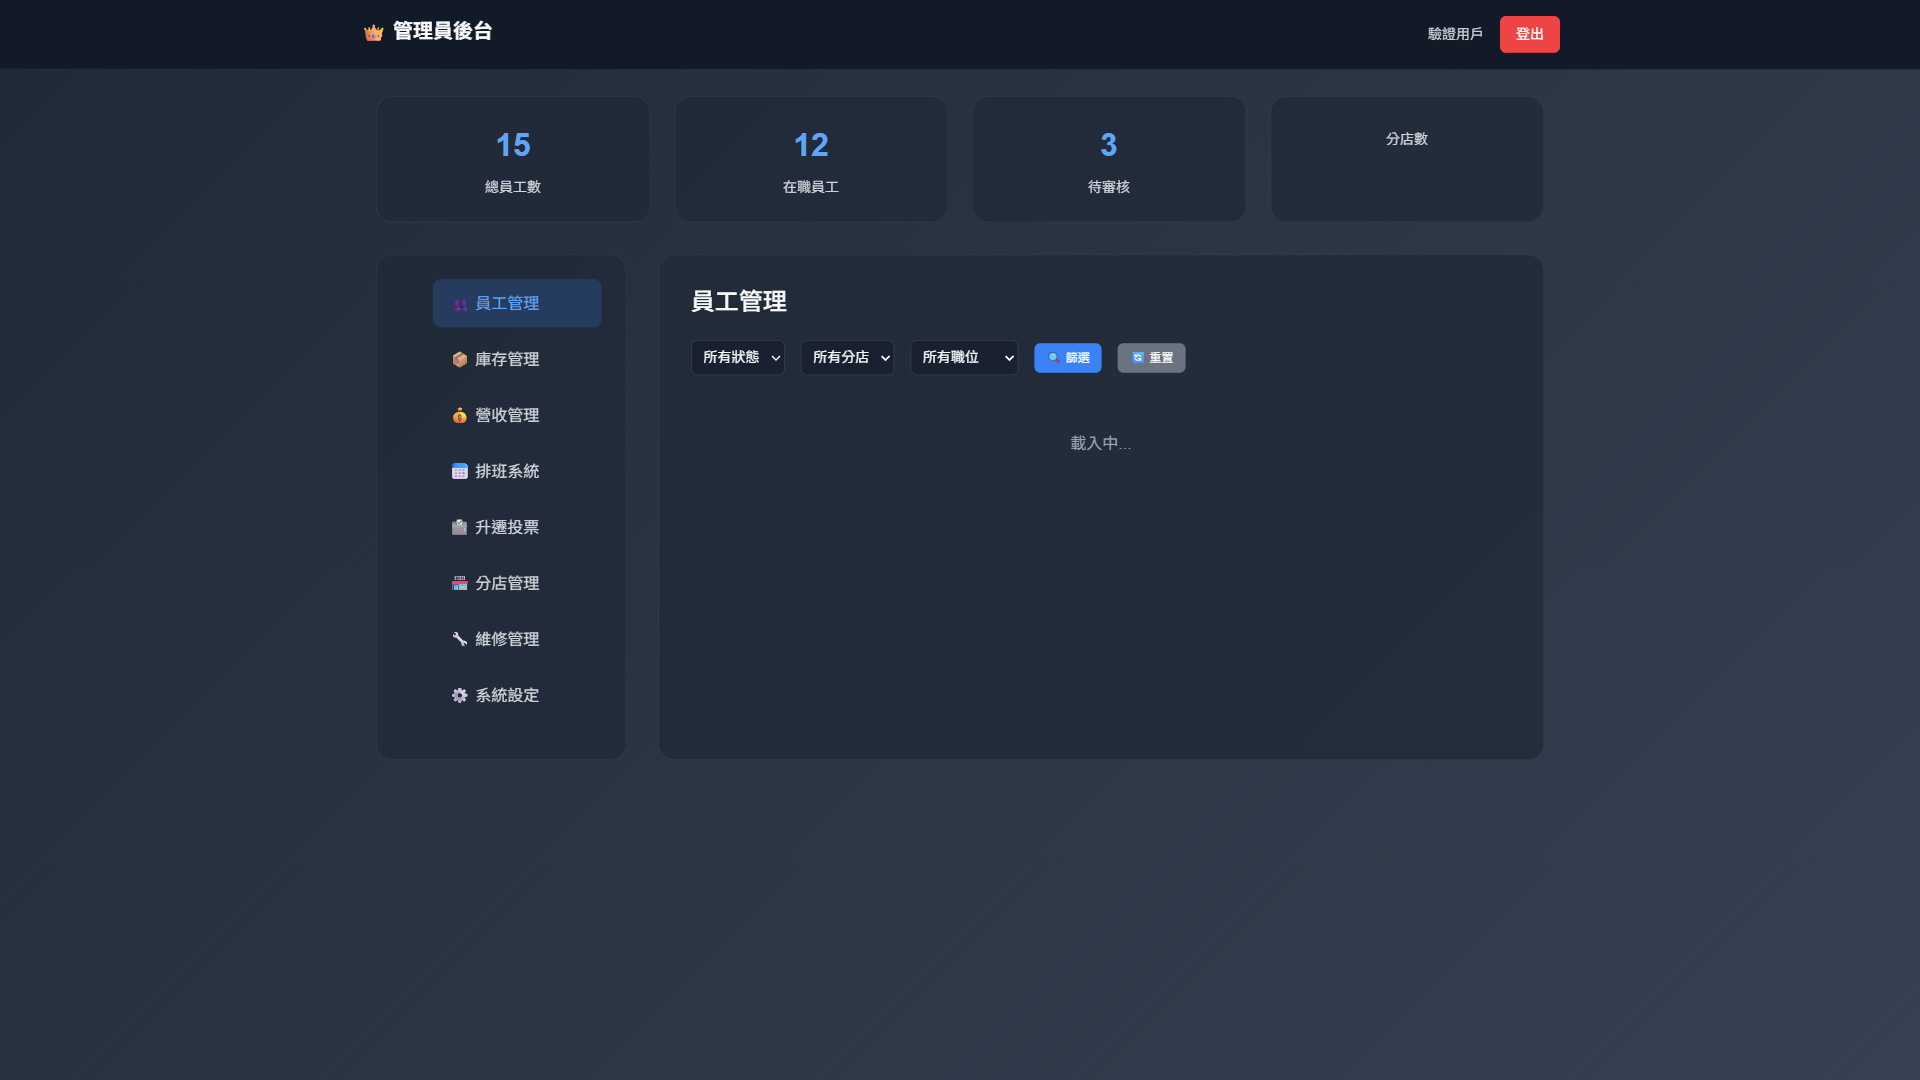 管理員後台
驗證用戶
登出
15
總員工數
12
在職員工
3
待審核
分店數
員工管理
庫存管理
營收管理
排班系統
升遷投票
分店管理
維修管理
系統設定
員工管理
所有狀態
所有分店
所有職位
篩選
重置
載入中...